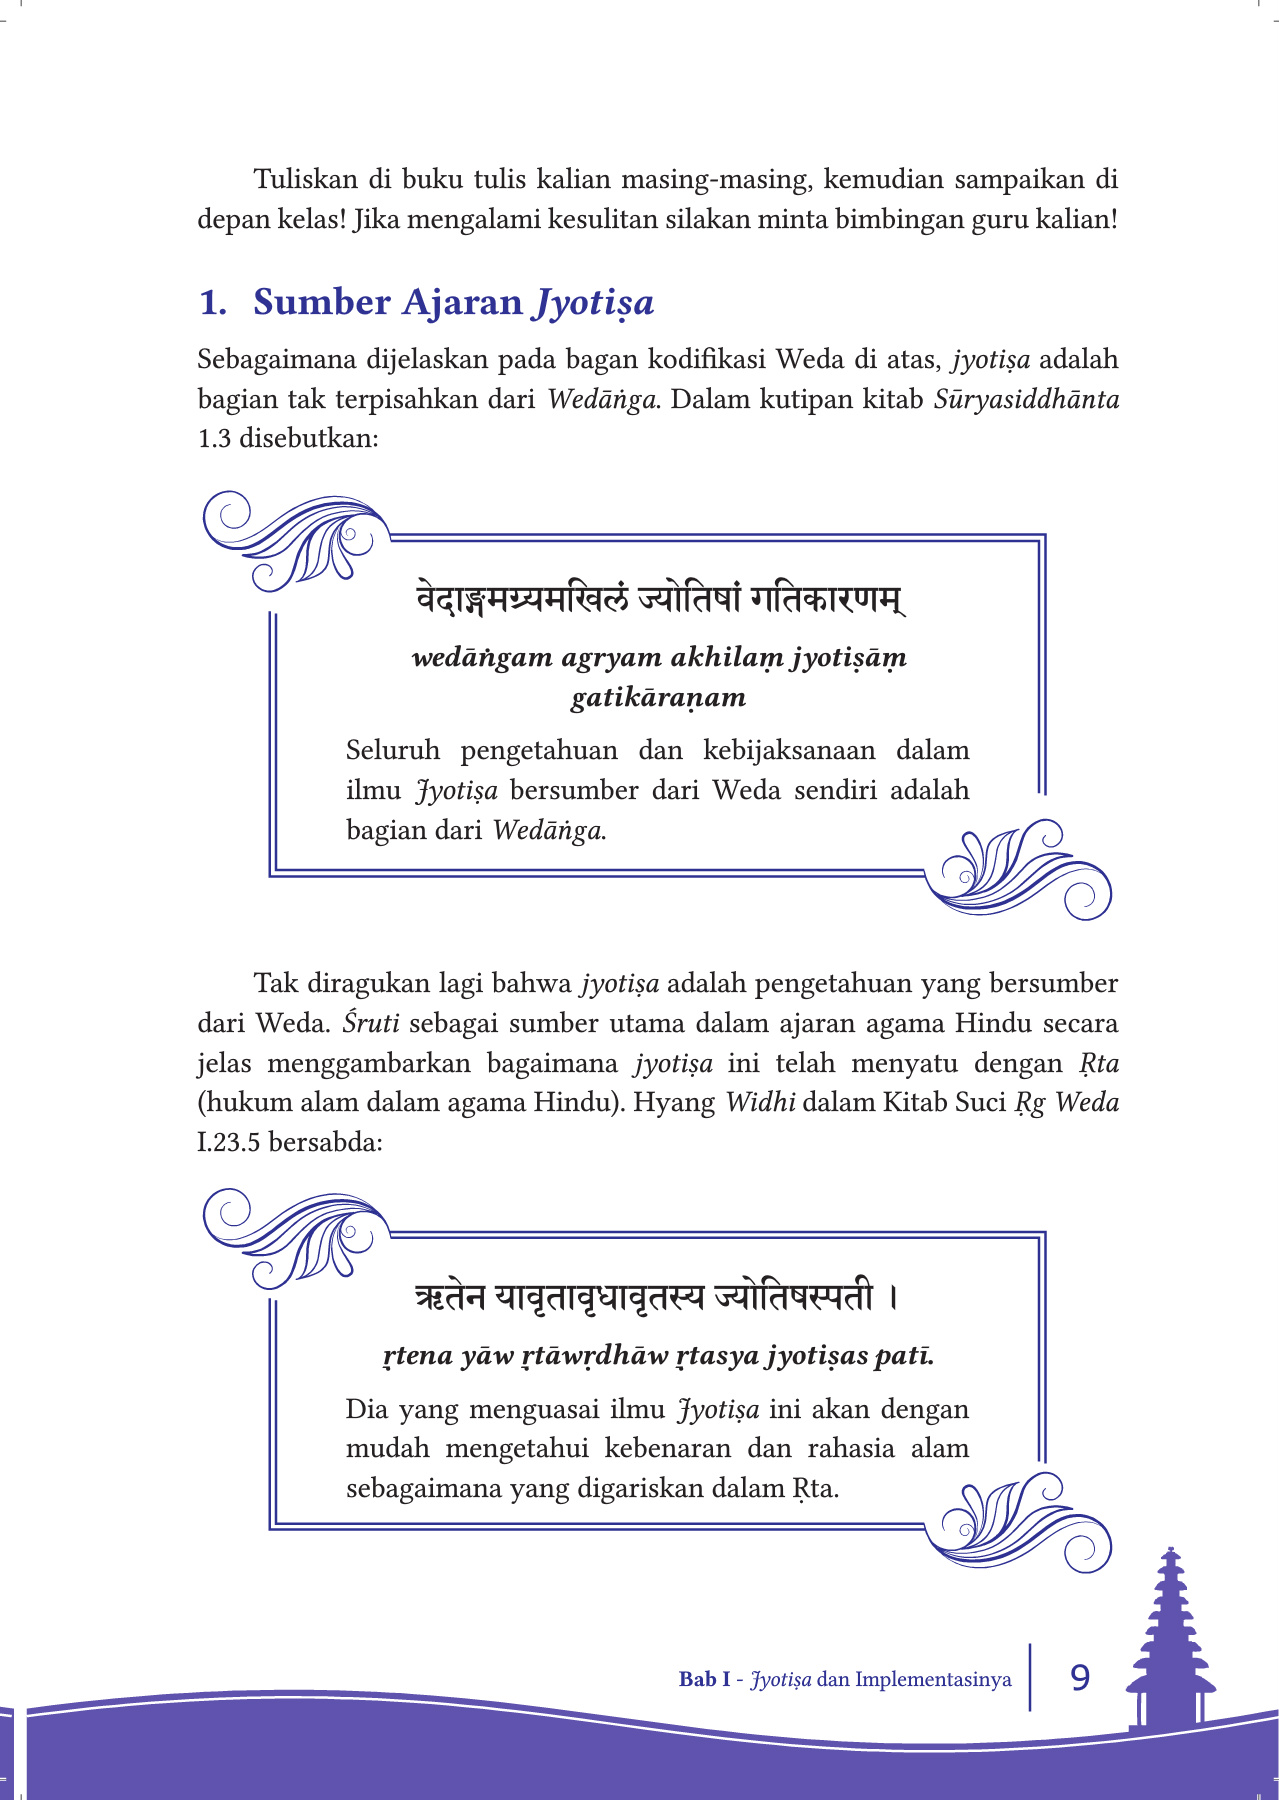 Tuliskan di buku tulis kalian masing-masing, kemudian sampaikan di
depan kelas! Jika mengalami kesulitan silakan minta bimbingan guru kalian!
1. Sumber Ajaran Jyotiṣa
Sebagaimana dijelaskan pada bagan kodifikasi Weda di atas, jyotiṣa adalah
bagian tak terpisahkan dari Wedāṅga. Dalam kutipan kitab Sūryasiddhānta
1.3 disebutkan:
वेदाङ्गमग्र्यमखिलं ज्योतिषां गतिकारणम्
wedāṅgam agryam akhilaṃ jyotiṣāṃ
gatikāraṇam
Seluruh pengetahuan dan kebijaksanaan dalam
ilmu Jyotiṣa bersumber dari Weda sendiri adalah
bagian dari Wedāṅga.
Tak diragukan lagi bahwa jyotiṣa adalah pengetahuan yang bersumber
dari Weda. Śruti sebagai sumber utama dalam ajaran agama Hindu secara
jelas menggambarkan bagaimana jyotiṣa ini telah menyatu dengan Ṛta
(hukum alam dalam agama Hindu). Hyang Widhi dalam Kitab Suci Ṛg Weda
I.23.5 bersabda:
ऋतेन यावृतावृधावृतस्य ज्योतिषस्पती ।
ṛtena yāw ṛtāwṛdhāw ṛtasya jyotiṣas patī.
Dia yang menguasai ilmu Jyotiṣa ini akan dengan
mudah mengetahui kebenaran dan rahasia alam
sebagaimana yang digariskan dalam Ṛta.
Bab I - Jyotiṣa dan Implementasinya 9